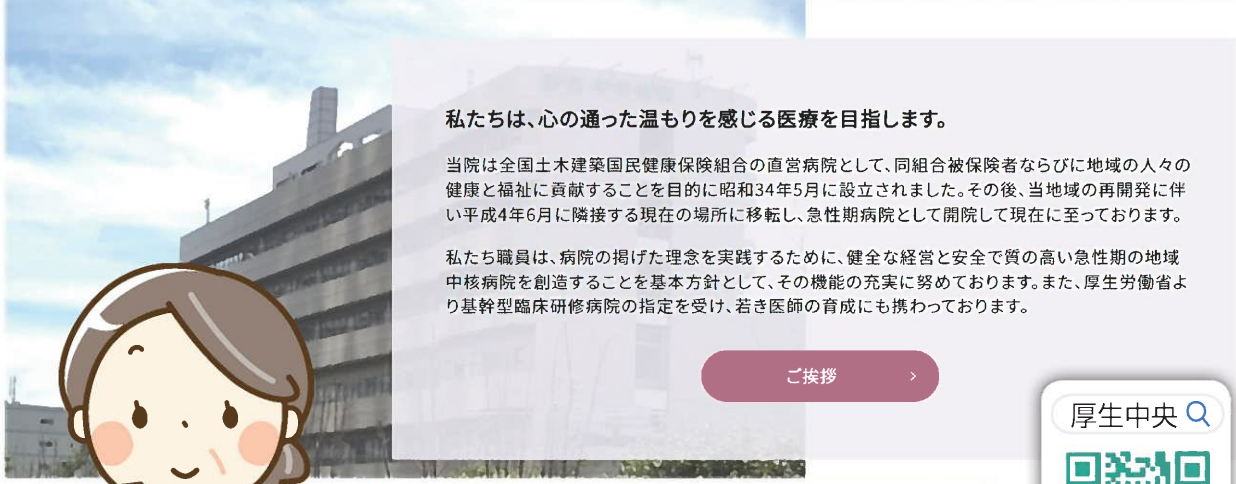 私たちは、心の通った温もりを感じる医療を目指します。
当院は全国土木建築国民健康保険組合の直営病院として、同組合被保険者ならびに地域の人々の
健康と福祉に貢献することを目的に昭和34年5月に設立されました。その後、当地域の再開発に伴
い平成4年6月に隣接する現在の場所に移転し、急性期病院として開院して現在に至っております。
私たち職員は、病院の掲げた理念を実践するために、健全な経営と安全で質の高い急性期の地域
中核病院を創造することを基本方針として、その機能の充実に努めております。また、厚生労働省よ
り基幹型臨床研修病院の指定を受け、若き医師の育成にも携わっております。
ご挨拶
厚生中央